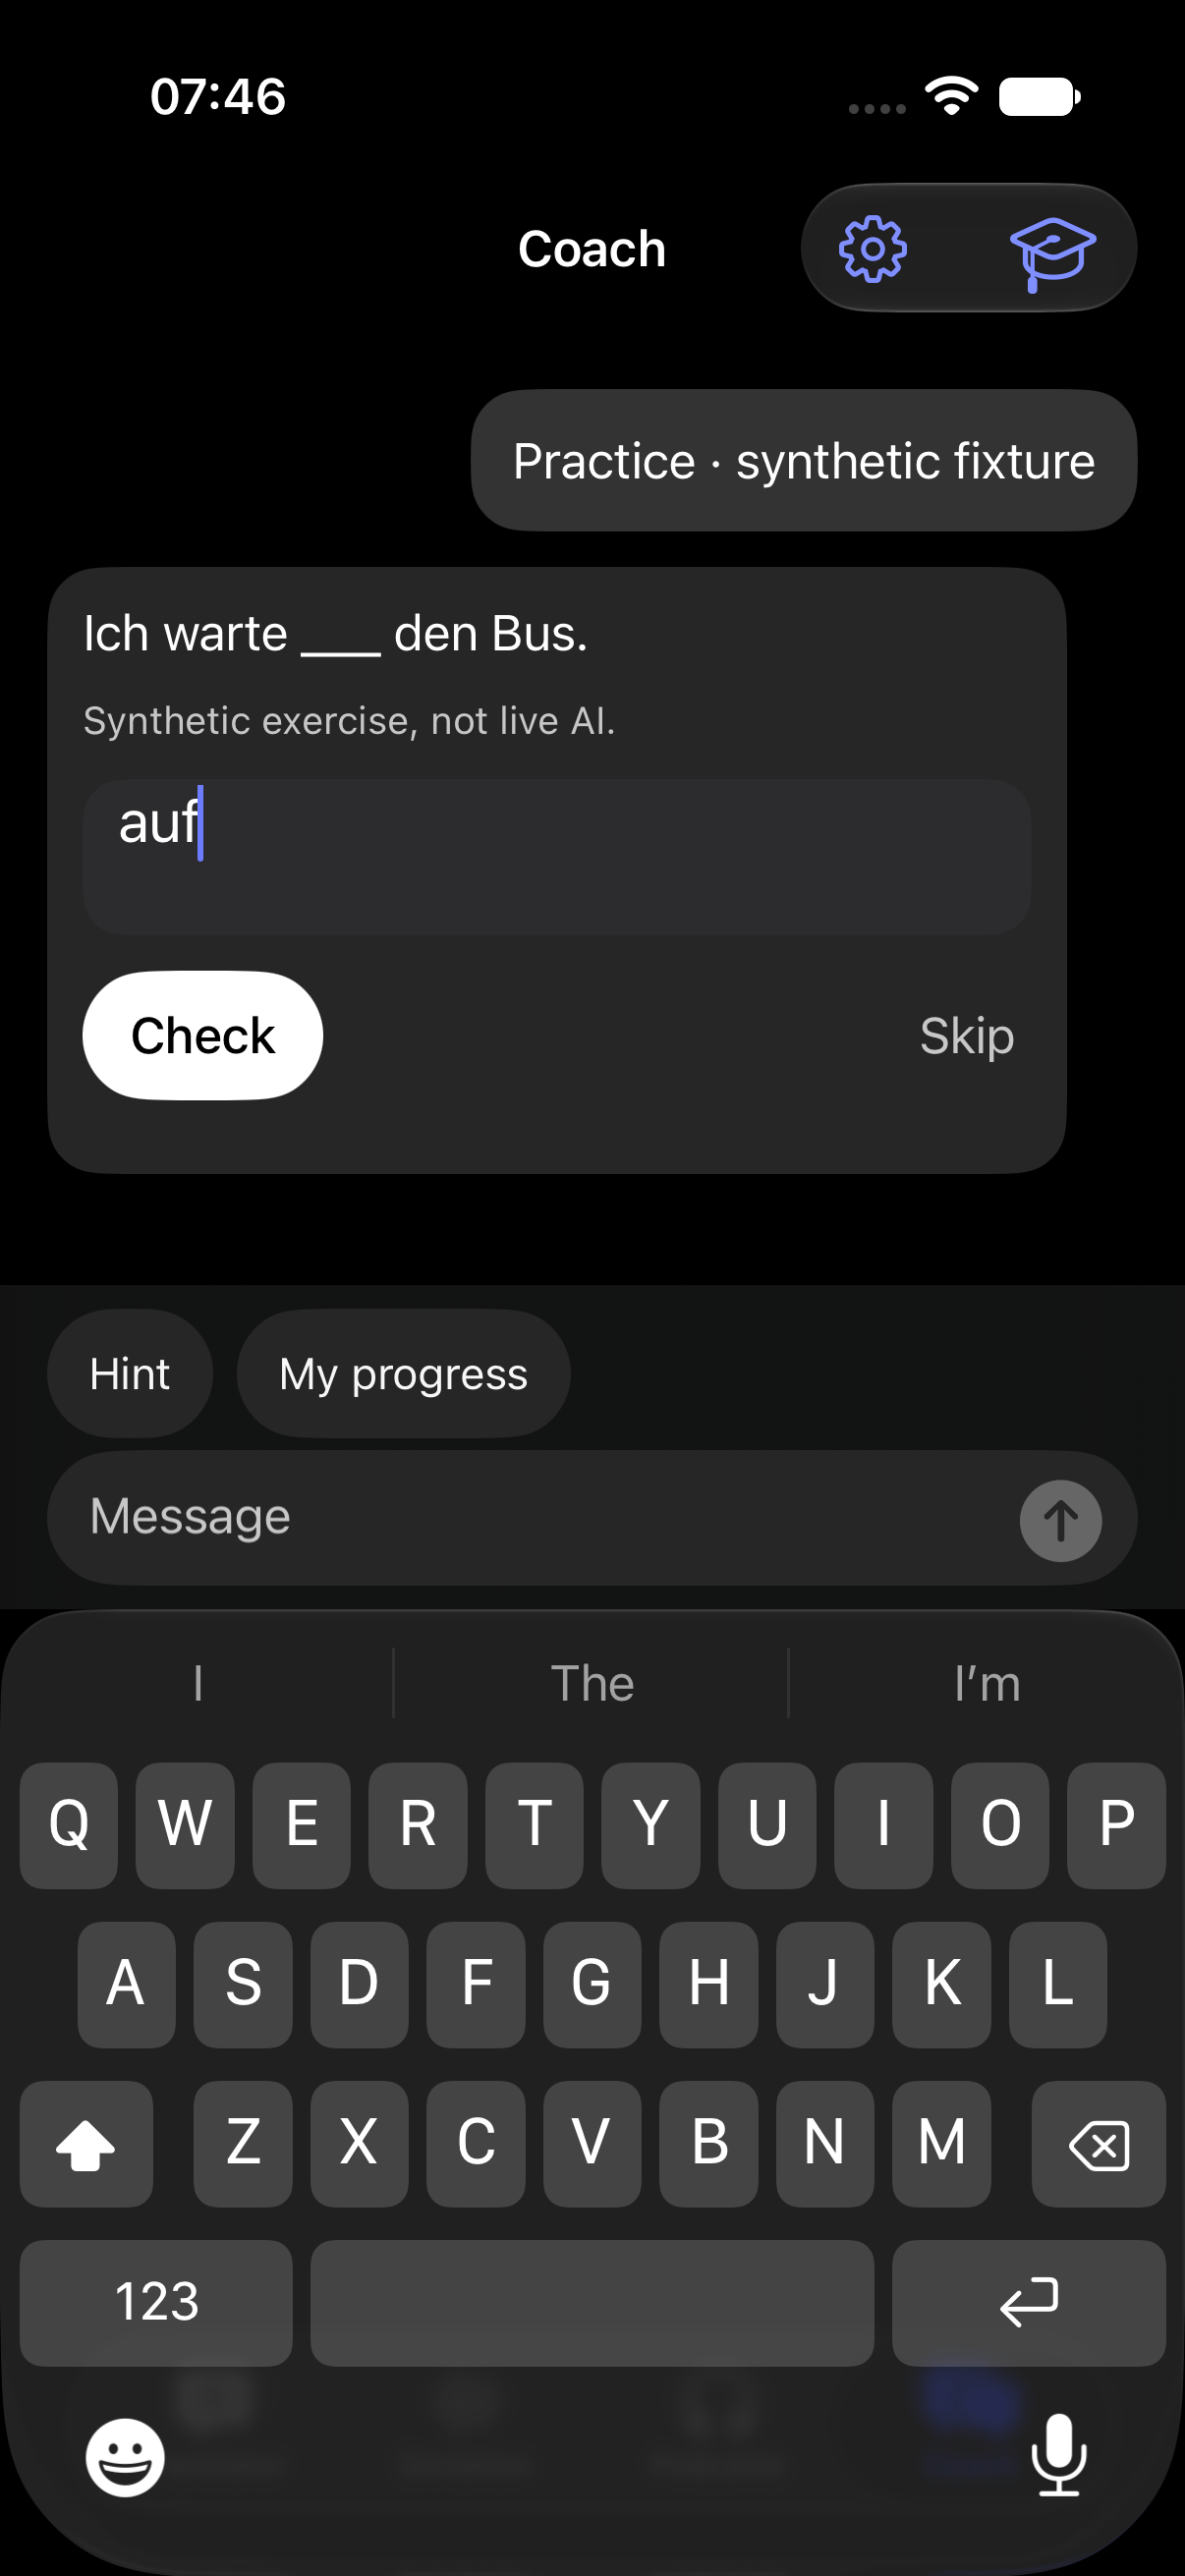 07:46
Coach
Practice · synthetic fixture
Ich warte ____ den Bus.
Synthetic exercise, not live AI.
auf
Check
Skip
Hint
My progress
Message
I
The
I’m
Q W E R T Y U I O P
A S D F G H J K L
Z X C V B N M
123